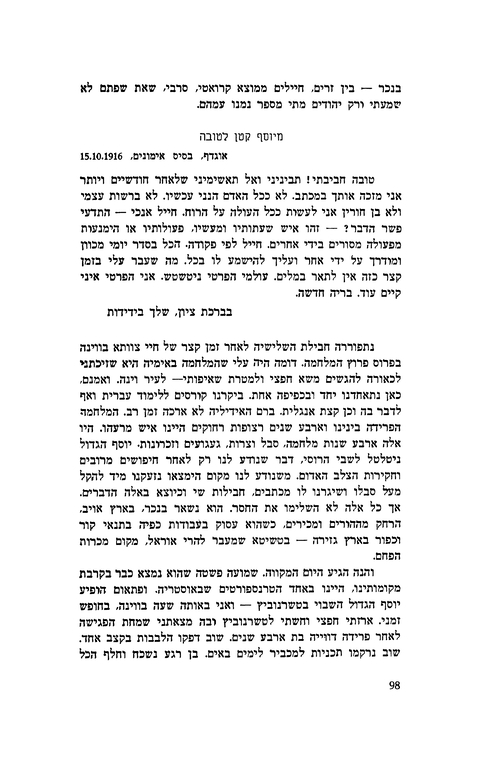 בנכר — בין זרים, חיילים ממוצא קרואטי, סרבי, שאת שפתם לא
שמעתי ורק יהודים מתי מספר נמנו עמהם.
מיוסף קטן לטובה
אוגדף, בסיס אימונים, 15.10.1916
טובה חביבתי! תביניני ואל תאשימיני שלאחר חודשיים ויותר
אני מזכה אותך במכתב. לא ככל האדם הנני עכשיו. לא ברשות עצמי
ולא בן חורין אני לעשות ככל העולה על הרוח. חייל אנכי — התדעי
פשר הדבר? — זהו איש שעתותיו ומעשיו, פעולותיו או הימנעות
מפעולה מסורים בידי אחרים. חייל לפי פקודה. הכל בסדר יומי מכוון
ומודרך על ידי אחר ועליך להישמע לו בכל. מה שעבר עלי בזמן
קצר כזה אין לתאר במלים. עולמי הפרטי ניטשטש. אני הפרטי איני
קיים עוד. בריה חדשה.
בברכת ציון, שלך בידידות
נתפוררה חבילת השלישיה לאחר זמן קצר של חיי צוותא בווינה
בפרוס פרוץ המלחמה. דומה היה עלי שהמלחמה באימיה היא שזיכתני
לכאורה להגשים משא חפצי ולמטרת שאיפותי— לעיר וינה. ואמנם,
כאן נתאחדנו יחד ובכפיפה אחת. ביקרנו קורסים ללימוד עברית ואף
לדבר בה וכן קצת אנגלית. ברם האידיליה לא ארכה זמן רב. המלחמה
הפרידה בינינו וארבע שנים רצופות רחוקים היינו איש מרעהו. היו
אלה ארבע שנות מלחמה, סבל וצרות, געגועים וזכרונות. יוסף הגדול
ניטלטל לשבי הרוסי, דבר שנודע לנו רק לאחר חיפושים מרובים
וחקירות הצלב האדום. משנודע לנו מקום הימצאו נזעקנו מיד להקל
מעל סבלו ושיגרנו לו מכתבים, חבילות שי וכיוצא באלה הדברים.
אך כל אלה לא השלימו את החסר. הוא נשאר בנכר, בארץ אויב,
הרחק מההורים ומכירים, כשהוא עסוק בעבודות כפיה בתנאי קור
וכפור בארץ גזירה — בטשיטא שמעבר להרי אוראל, מקום מכרות
הפחם.
והנה הגיע היום המקווה. שמועה פשטה שהוא נמצא כבר בקרבת
מקומותינו, היינו באחד הטרנספורטים שבאוסטריה. ופתאום הופיע
יוסף הגדול השבוי בטשרנוביץ — ואני באותה שעה בווינה, בחופש
זמני. ארזתי חפצי וחשתי לטשרנוביץ ובה מצאתני שמחת הפגישה
לאחר פרידה דווייה בת ארבע שנים. שוב דפקו הלבבות בקצב אחד,
שוב נרקמו תכניות למכביר לימים באים. בן רגע נשכח וחלף הכל
98